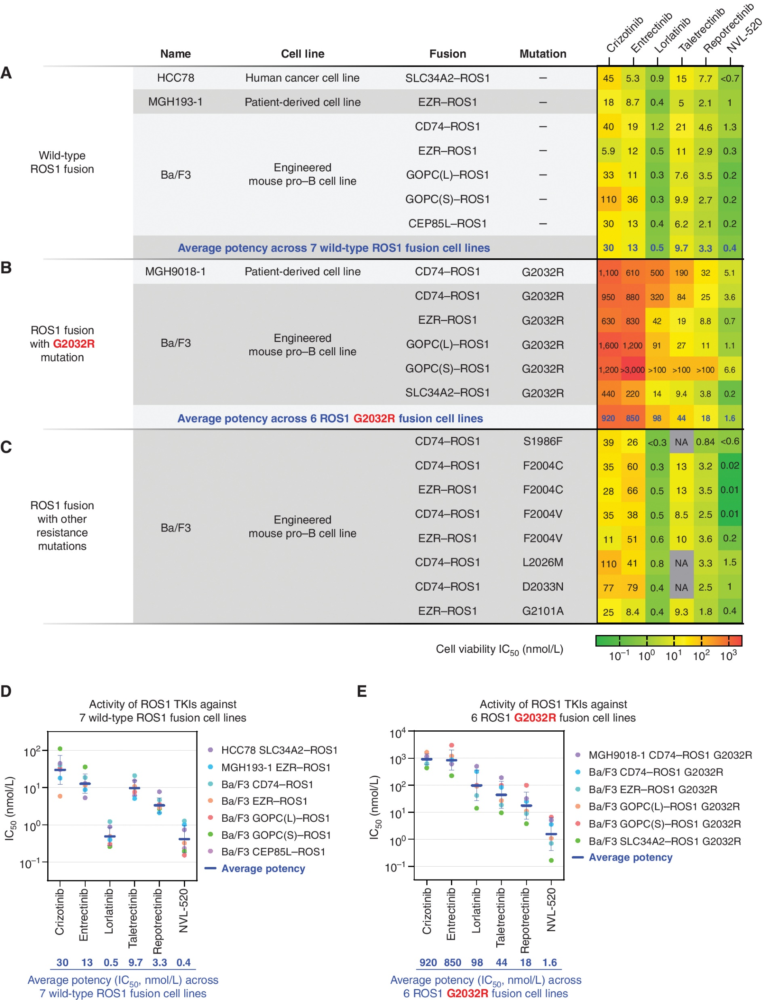 Crizotinib Entrectinib Lorlatinib Taletrectinib Repotrectinib NVL-520
Name Cell line Fusion Mutation
A
Wild-type
ROS1 fusion
HCC78 Human cancer cell line SLC34A2–ROS1 – 45 5.3 0.9 15 7.7 <0.7
MGH193-1 Patient-derived cell line EZR–ROS1 – 18 8.7 0.4 5 2.1 1
Ba/F3
Engineered
mouse pro–B cell line
CD74–ROS1 – 40 19 1.2 21 4.6 1.3
EZR–ROS1 – 5.9 12 0.5 11 2.9 0.3
GOPC(L)–ROS1 – 33 11 0.3 7.6 3.5 0.2
GOPC(S)–ROS1 – 110 36 0.3 9.9 2.7 0.2
CEP85L–ROS1 – 30 13 0.4 6.2 2.1 0.2
Average potency across 7 wild-type ROS1 fusion cell lines 30 13 0.5 9.7 3.3 0.4
B
ROS1 fusion
with G2032R
mutation
MGH9018-1 Patient-derived cell line CD74–ROS1 G2032R 1,100 610 500 190 32 5.1
Ba/F3
Engineered
mouse pro–B cell line
CD74–ROS1 G2032R 950 880 320 84 25 3.6
EZR–ROS1 G2032R 630 830 42 19 8.8 0.7
GOPC(L)–ROS1 G2032R 1,600 1,200 91 27 11 1.1
GOPC(S)–ROS1 G2032R 1,200 >3,000 >100 >100 >100 6.6
SLC34A2–ROS1 G2032R 440 220 14 9.4 3.8 0.2
Average potency across 6 ROS1 G2032R fusion cell lines 920 850 98 44 18 1.6
C
ROS1 fusion
with other
resistance
mutations
Ba/F3
Engineered
mouse pro–B cell line
CD74–ROS1 S1986F 39 26 <0.3 NA 0.84 <0.6
CD74–ROS1 F2004C 35 60 0.3 13 3.2 0.02
EZR–ROS1 F2004C 28 66 0.5 13 3.5 0.01
CD74–ROS1 F2004V 35 38 0.5 8.5 2.5 0.01
EZR–ROS1 F2004V 11 51 0.6 10 3.6 0.2
CD74–ROS1 L2026M 110 41 0.8 NA 3.3 1.5
CD74–ROS1 D2033N 77 79 0.4 NA 2.5 1
EZR–ROS1 G2101A 25 8.4 0.4 9.3 1.8 0.4
Cell viability IC50 (nmol/L)
10−1 100 101 102 103
D
Activity of ROS1 TKIs against
7 wild-type ROS1 fusion cell lines
IC50 (nmol/L)
102
101
100
10−1
Crizotinib Entrectinib Lorlatinib Taletrectinib Repotrectinib NVL-520
HCC78 SLC34A2–ROS1
MGH193-1 EZR–ROS1
Ba/F3 CD74–ROS1
Ba/F3 EZR–ROS1
Ba/F3 GOPC(L)–ROS1
Ba/F3 GOPC(S)–ROS1
Ba/F3 CEP85L–ROS1
Average potency
30 13 0.5 9.7 3.3 0.4
Average potency (IC50, nmol/L) across
7 wild-type ROS1 fusion cell lines
E
Activity of ROS1 TKIs against
6 ROS1 G2032R fusion cell lines
IC50 (nmol/L)
104
103
102
101
100
10−1
Crizotinib Entrectinib Lorlatinib Taletrectinib Repotrectinib NVL-520
MGH9018-1 CD74–ROS1 G2032R
Ba/F3 CD74–ROS1 G2032R
Ba/F3 EZR–ROS1 G2032R
Ba/F3 GOPC(L)–ROS1 G2032R
Ba/F3 GOPC(S)–ROS1 G2032R
Ba/F3 SLC34A2–ROS1 G2032R
Average potency
920 850 98 44 18 1.6
Average potency (IC50, nmol/L) across
6 ROS1 G2032R fusion cell lines